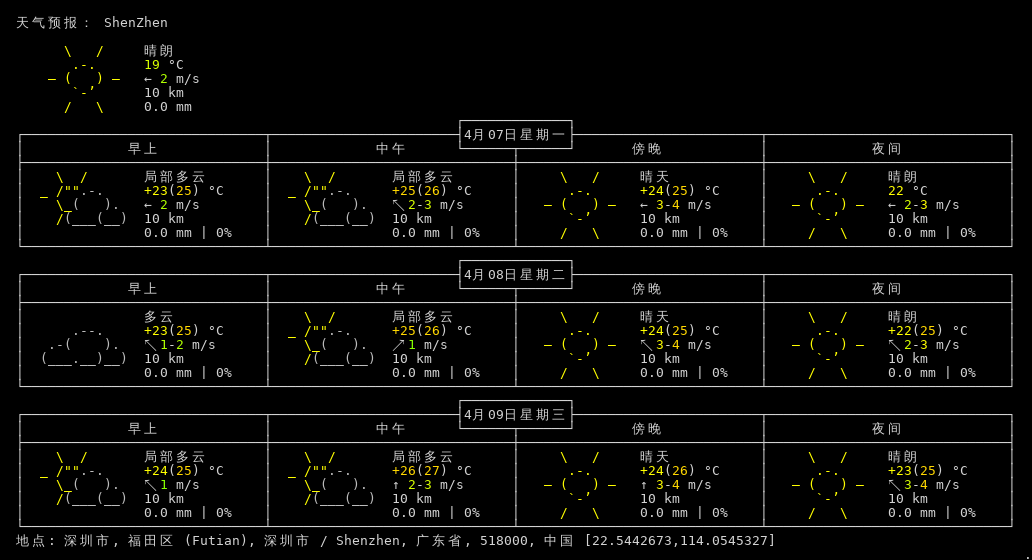 天气预报： ShenZhen
晴朗
19 °C
← 2 m/s
10 km
0.0 mm
4月07日星期一
早上 中午 傍晚 夜间
局部多云 局部多云 晴天 晴朗
+23(25) °C +25(26) °C +24(25) °C 22 °C
← 2 m/s ↖ 2-3 m/s ← 3-4 m/s ← 2-3 m/s
10 km 10 km 10 km 10 km
0.0 mm | 0% 0.0 mm | 0% 0.0 mm | 0% 0.0 mm | 0%
4月08日星期二
早上 中午 傍晚 夜间
多云 局部多云 晴天 晴朗
+23(25) °C +25(26) °C +24(25) °C +22(25) °C
↖ 1-2 m/s ↗ 1 m/s ↖ 3-4 m/s ↖ 2-3 m/s
10 km 10 km 10 km 10 km
0.0 mm | 0% 0.0 mm | 0% 0.0 mm | 0% 0.0 mm | 0%
4月09日星期三
早上 中午 傍晚 夜间
局部多云 局部多云 晴天 晴朗
+24(25) °C +26(27) °C +24(26) °C +23(25) °C
↖ 1 m/s ↑ 2-3 m/s ↑ 3-4 m/s ↖ 3-4 m/s
10 km 10 km 10 km 10 km
0.0 mm | 0% 0.0 mm | 0% 0.0 mm | 0% 0.0 mm | 0%
地点: 深圳市, 福田区 (Futian), 深圳市 / Shenzhen, 广东省, 518000, 中国 [22.5442673,114.0545327]